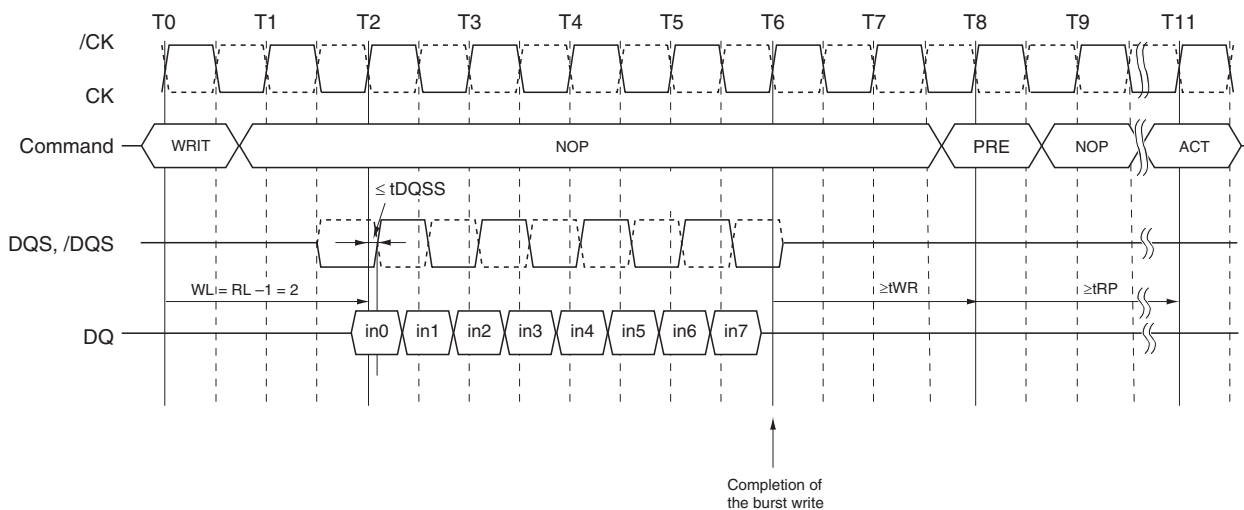 T0 T1 T2 T3 T4 T5 T6 T7 T8 T9 T11
/CK
CK
Command WRIT NOP PRE NOP ACT
≤ tDQSS
DQS, /DQS
WL = RL –1 = 2 ≥tWR ≥tRP
DQ in0 in1 in2 in3 in4 in5 in6 in7
Completion of
the burst write